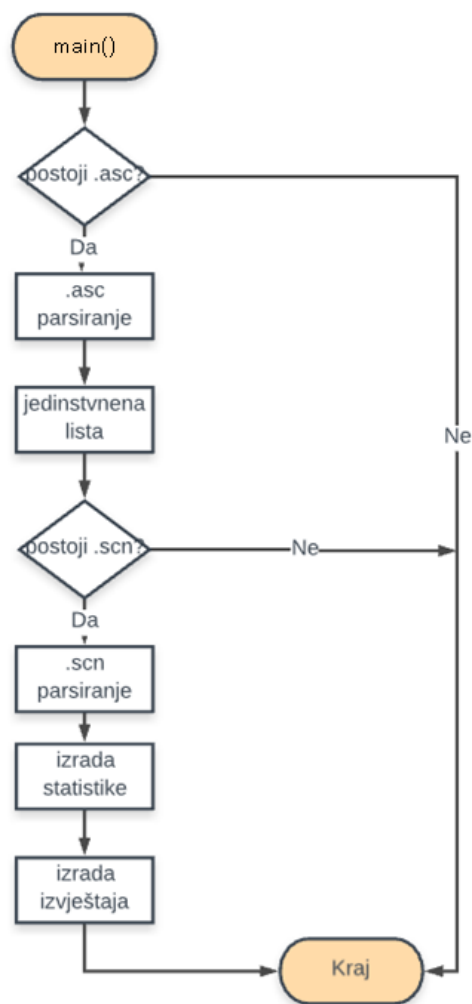 main()
postoji .asc?
Da
.asc
parsiranje
jedinstvnena
lista
Ne
postoji .scn?
Ne
Da
.scn
parsiranje
izrada
statistike
izrada
izvještaja
Kraj